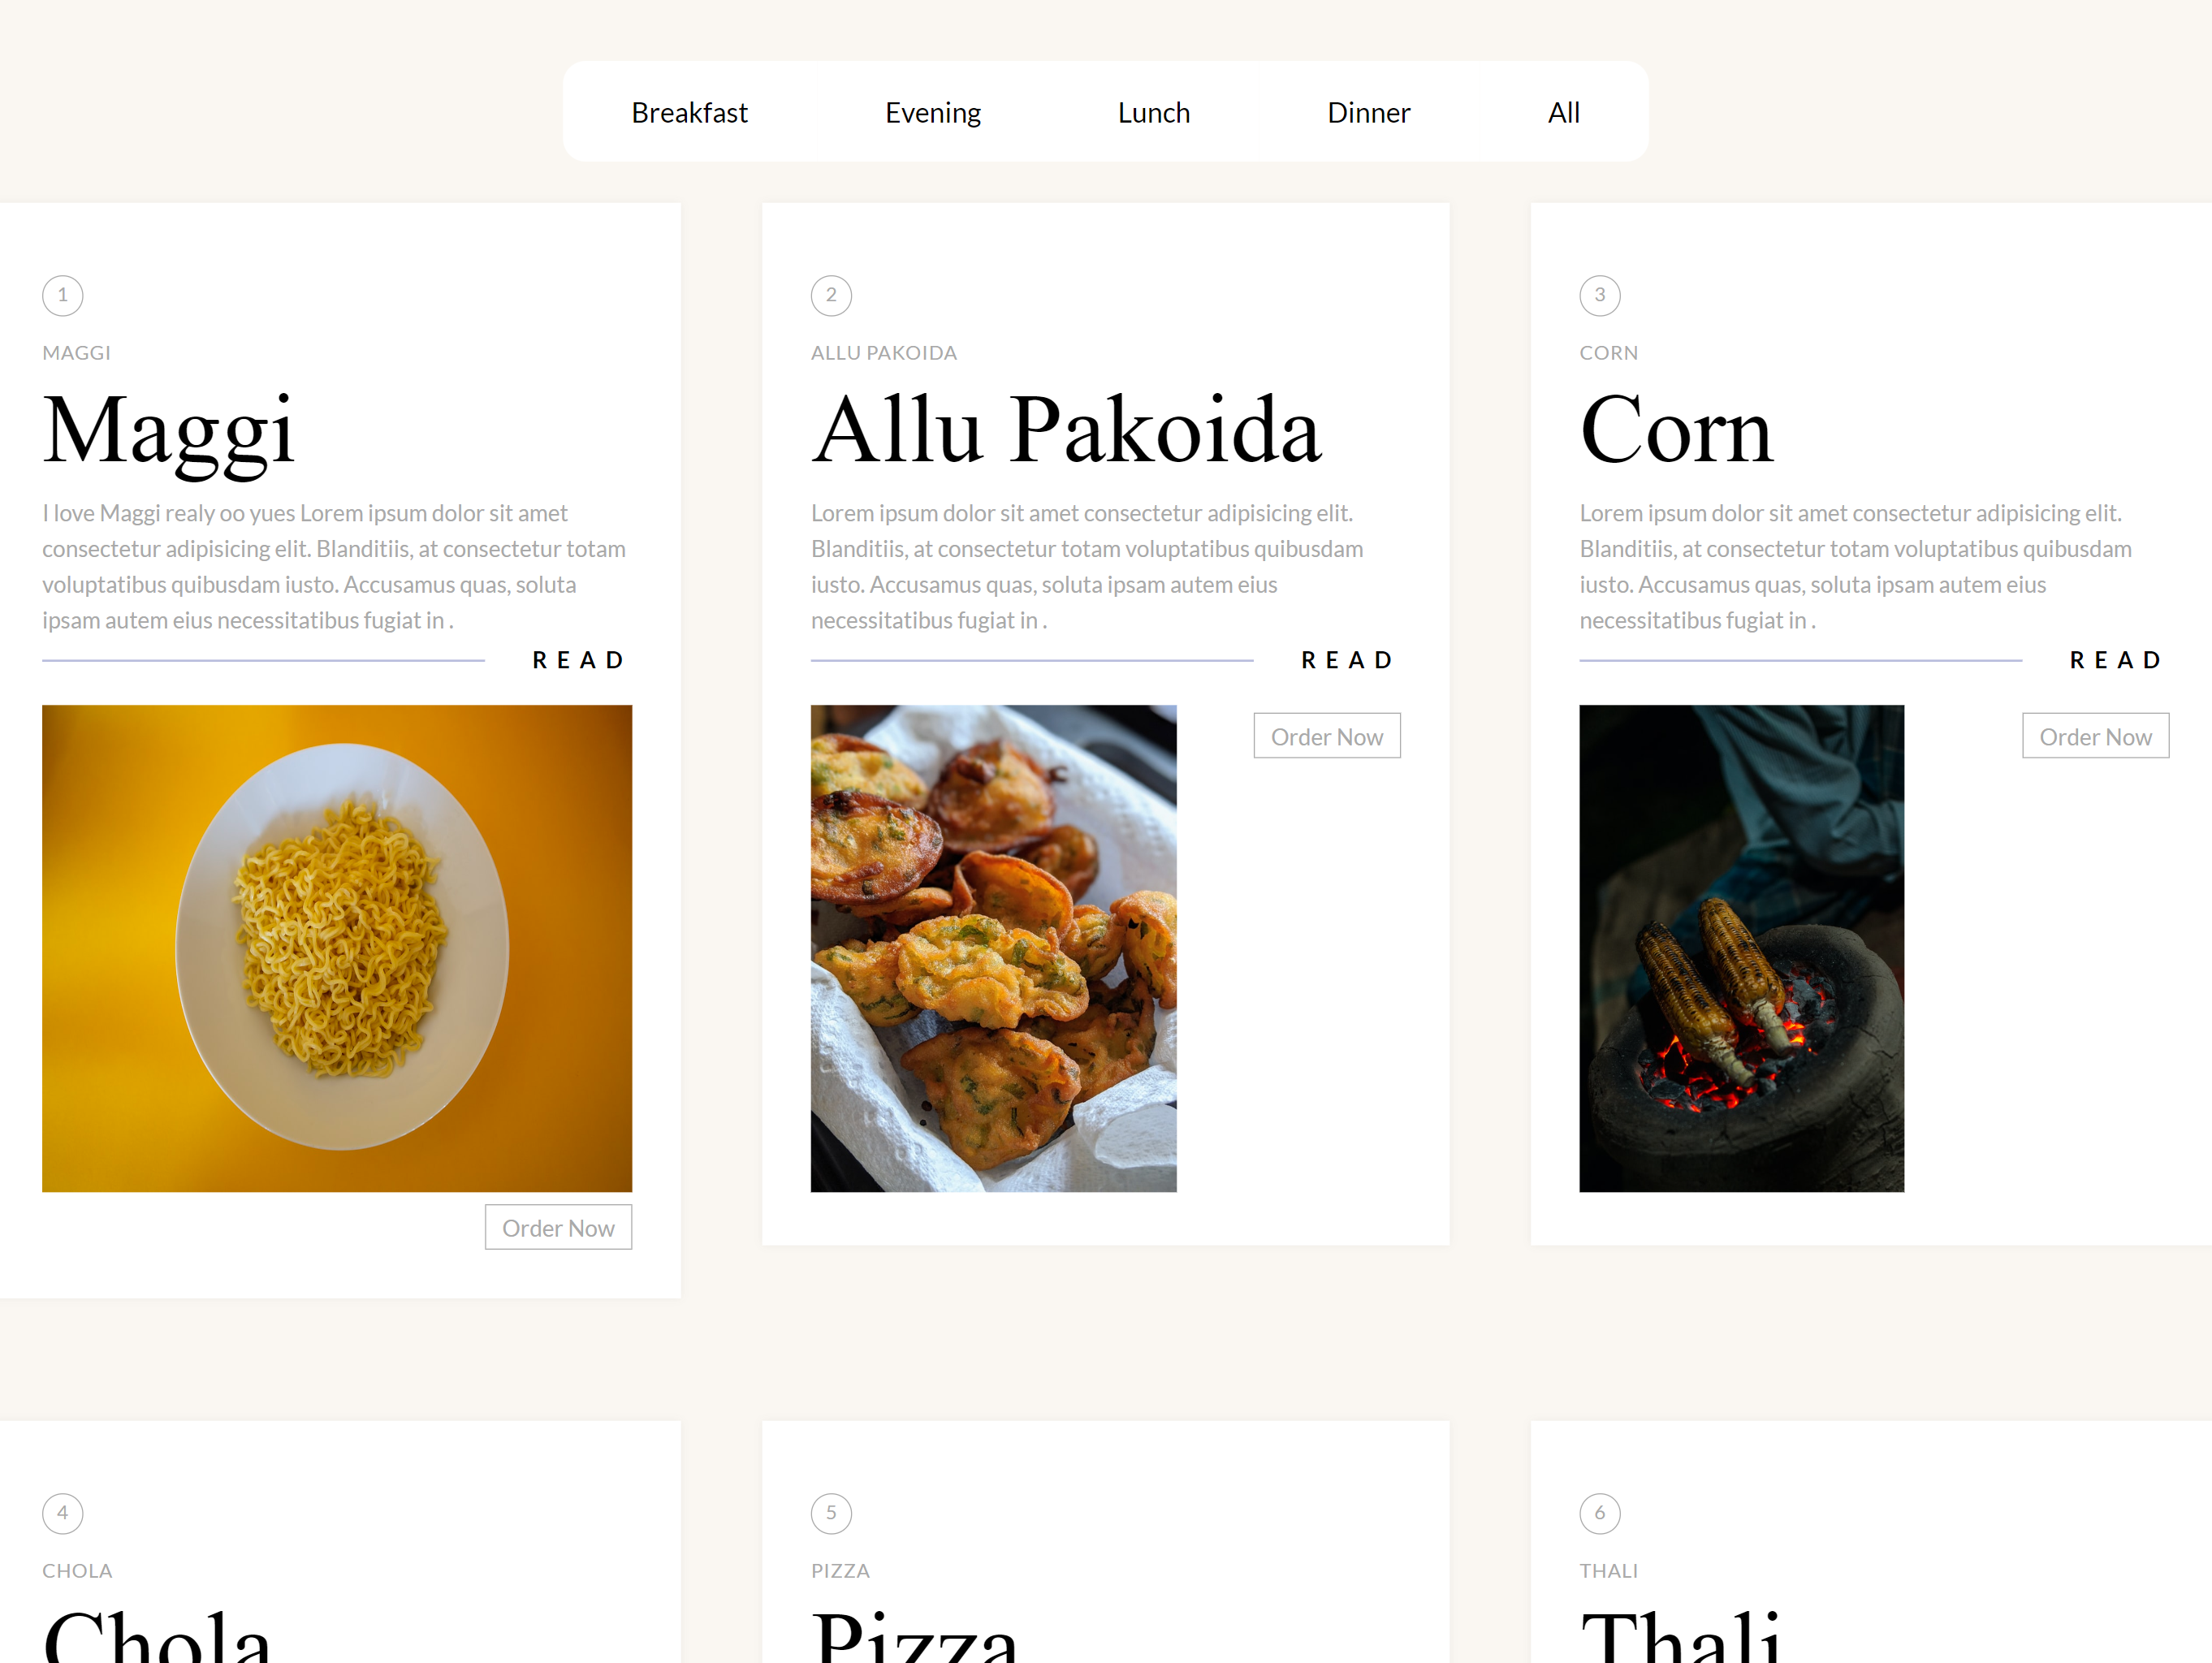 Breakfast
Evening
Lunch
Dinner
All
1
MAGGI
Maggi
I love Maggi realy oo yues Lorem ipsum dolor sit amet
consectetur adipisicing elit. Blanditiis, at consectetur totam
voluptatibus quibusdam iusto. Accusamus quas, soluta
ipsam autem eius necessitatibus fugiat in .
READ
Order Now
2
ALLU PAKOIDA
Allu Pakoida
Lorem ipsum dolor sit amet consectetur adipisicing elit.
Blanditiis, at consectetur totam voluptatibus quibusdam
iusto. Accusamus quas, soluta ipsam autem eius
necessitatibus fugiat in .
READ
Order Now
3
CORN
Corn
Lorem ipsum dolor sit amet consectetur adipisicing elit.
Blanditiis, at consectetur totam voluptatibus quibusdam
iusto. Accusamus quas, soluta ipsam autem eius
necessitatibus fugiat in .
READ
Order Now
4
CHOLA
Chola
5
PIZZA
Pizza
6
THALI
Thali